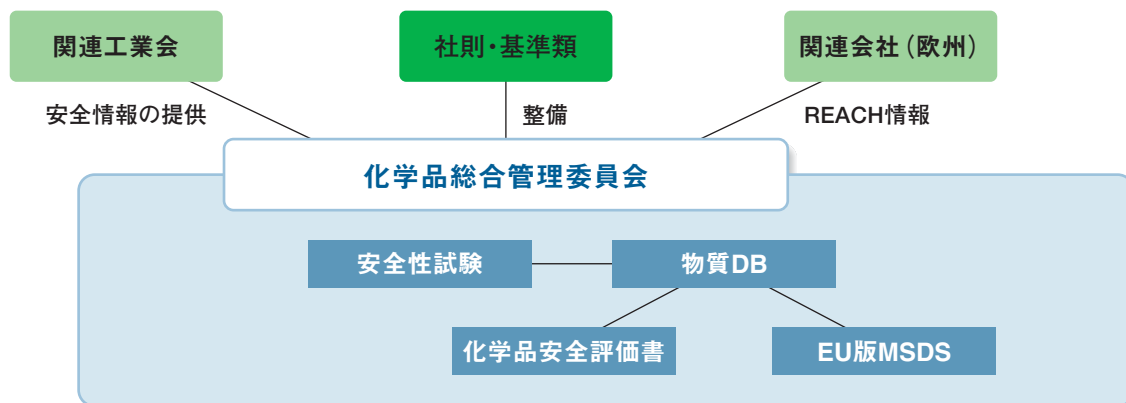 関連工業会
社則・基準類
関連会社（欧州）
安全情報の提供
整備
REACH情報
化学品総合管理委員会
安全性試験
物質DB
化学品安全評価書
EU版MSDS